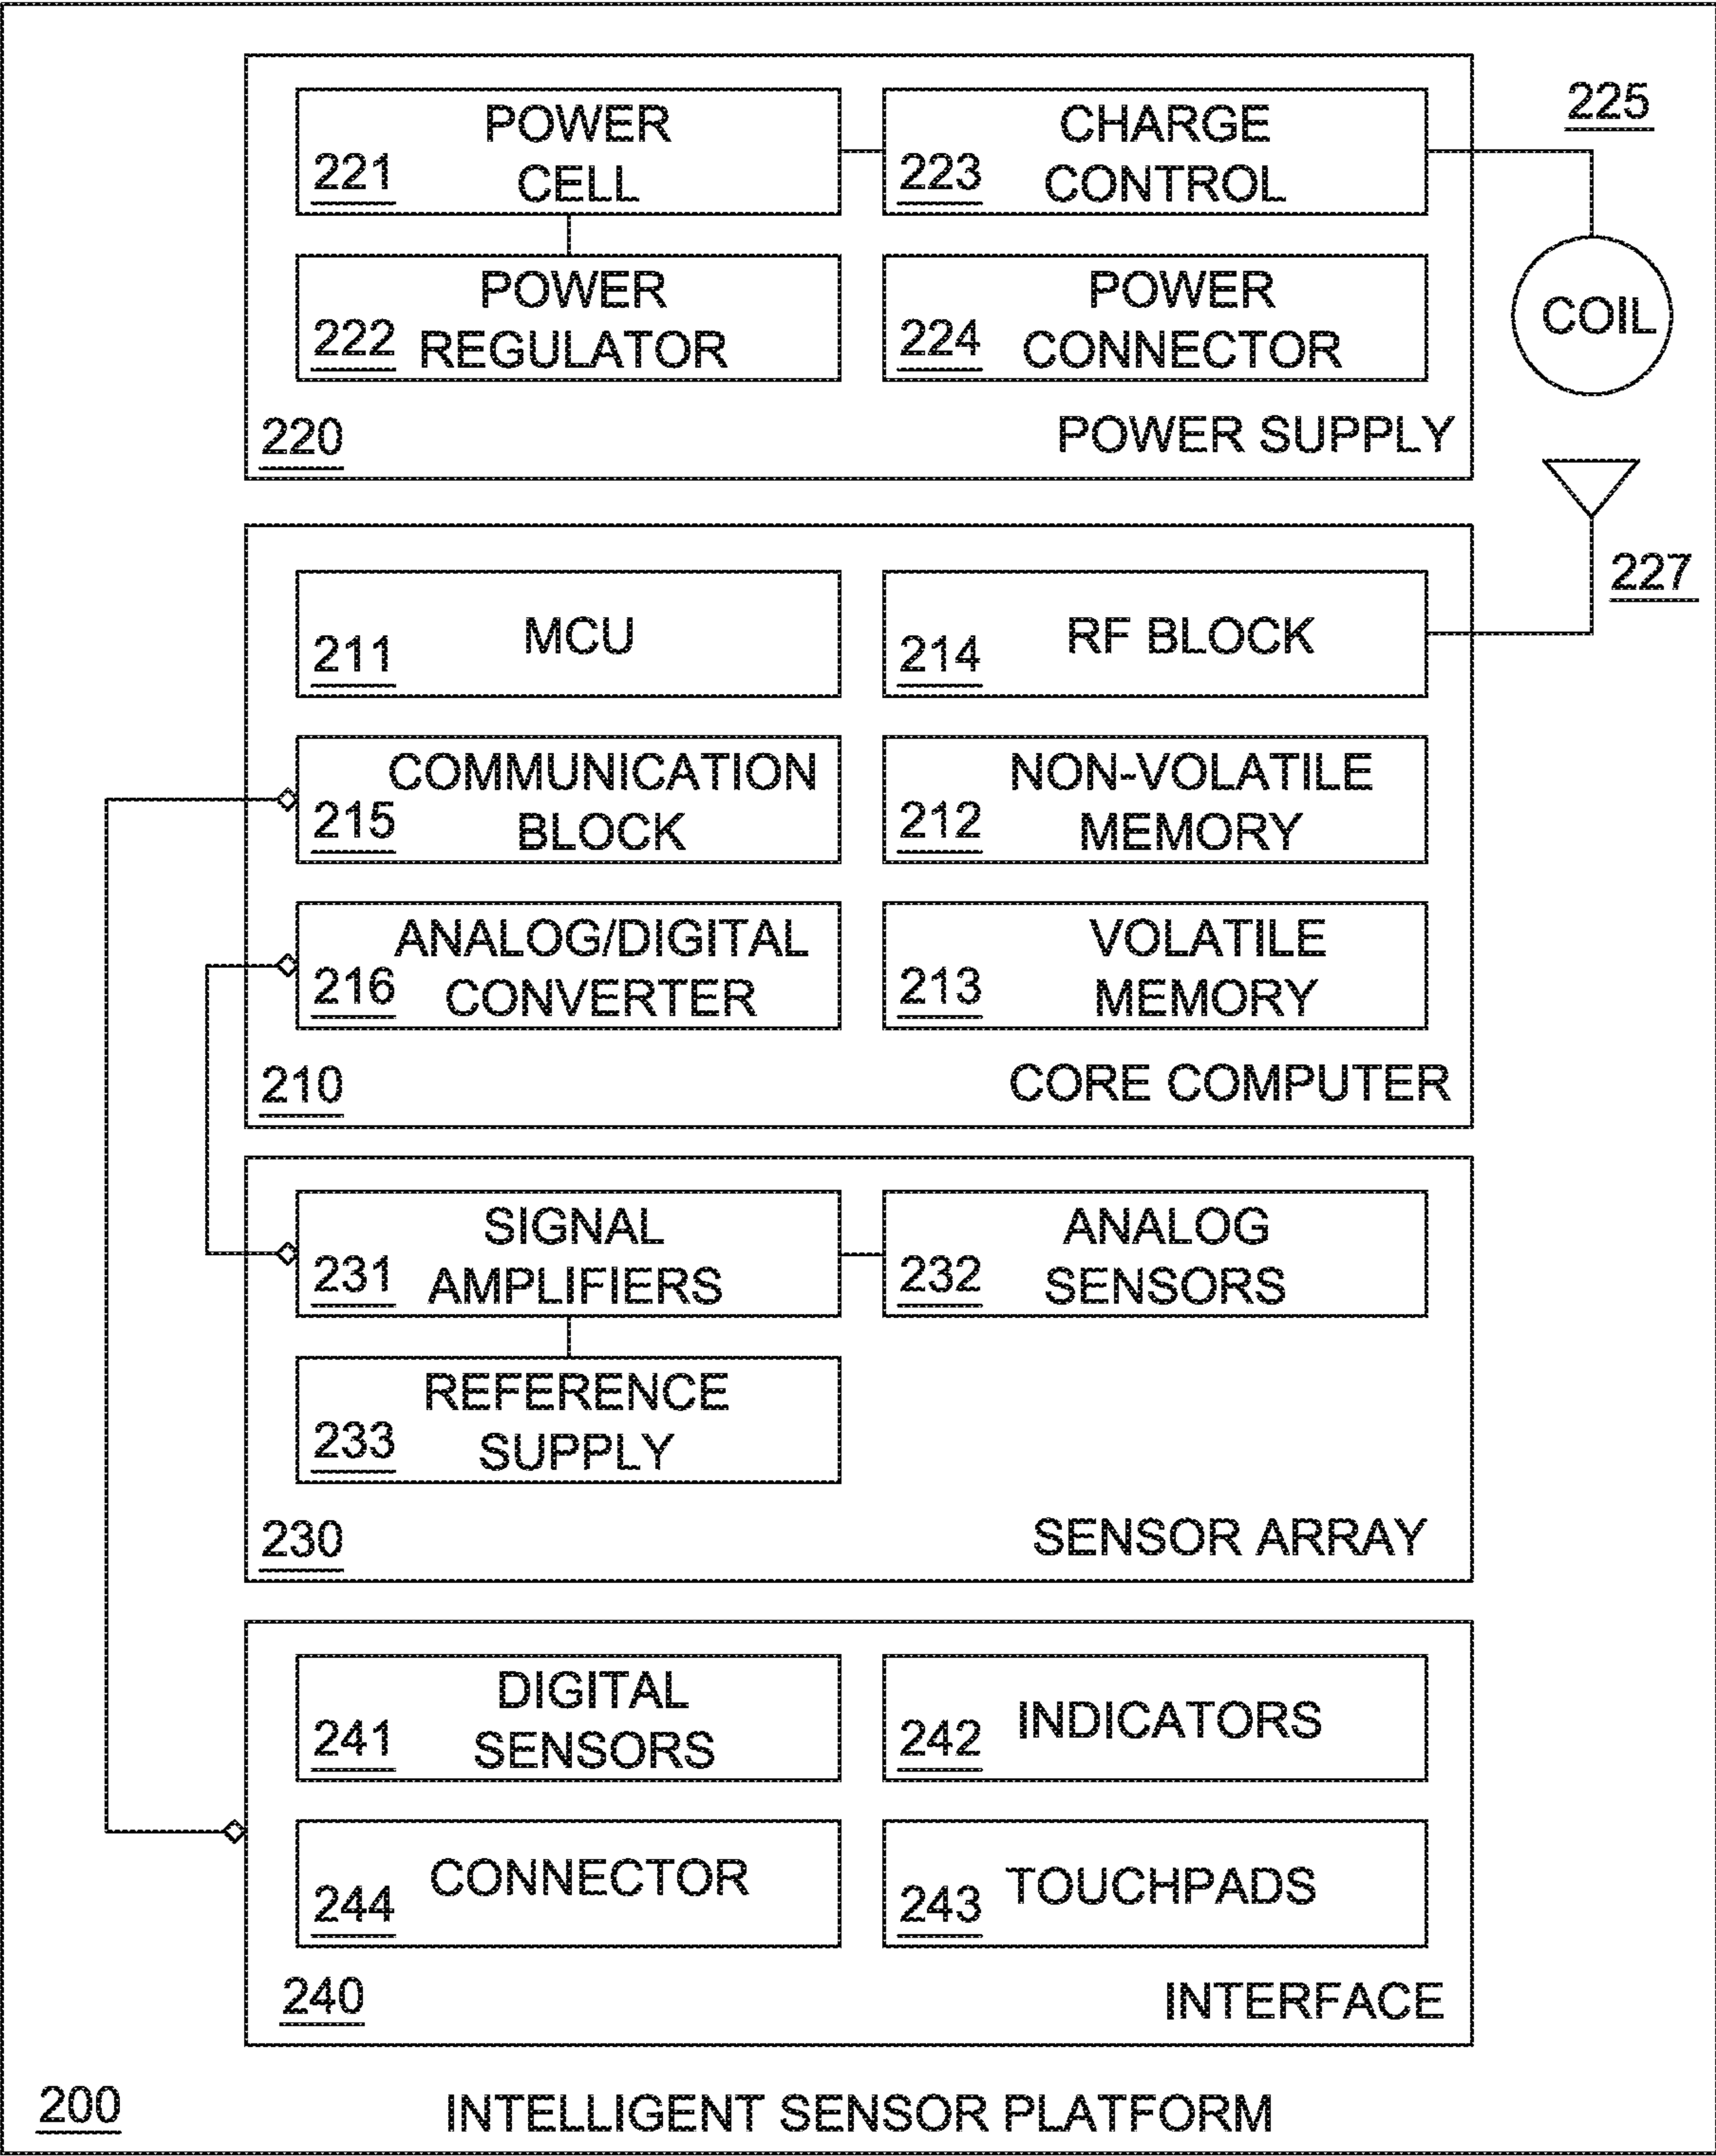 POWER
CELL
221
CHARGE
CONTROL
223
225
POWER
REGULATOR
222
POWER
CONNECTOR
224
COIL
220
POWER SUPPLY
227
MCU
211
RF BLOCK
214
COMMUNICATION
BLOCK
215
NON-VOLATILE
MEMORY
212
ANALOG/DIGITAL
CONVERTER
216
VOLATILE
MEMORY
213
210
CORE COMPUTER
SIGNAL
AMPLIFIERS
231
ANALOG
SENSORS
232
REFERENCE
SUPPLY
233
230
SENSOR ARRAY
DIGITAL
SENSORS
241
INDICATORS
242
CONNECTOR
244
TOUCHPADS
243
240
INTERFACE
200
INTELLIGENT SENSOR PLATFORM